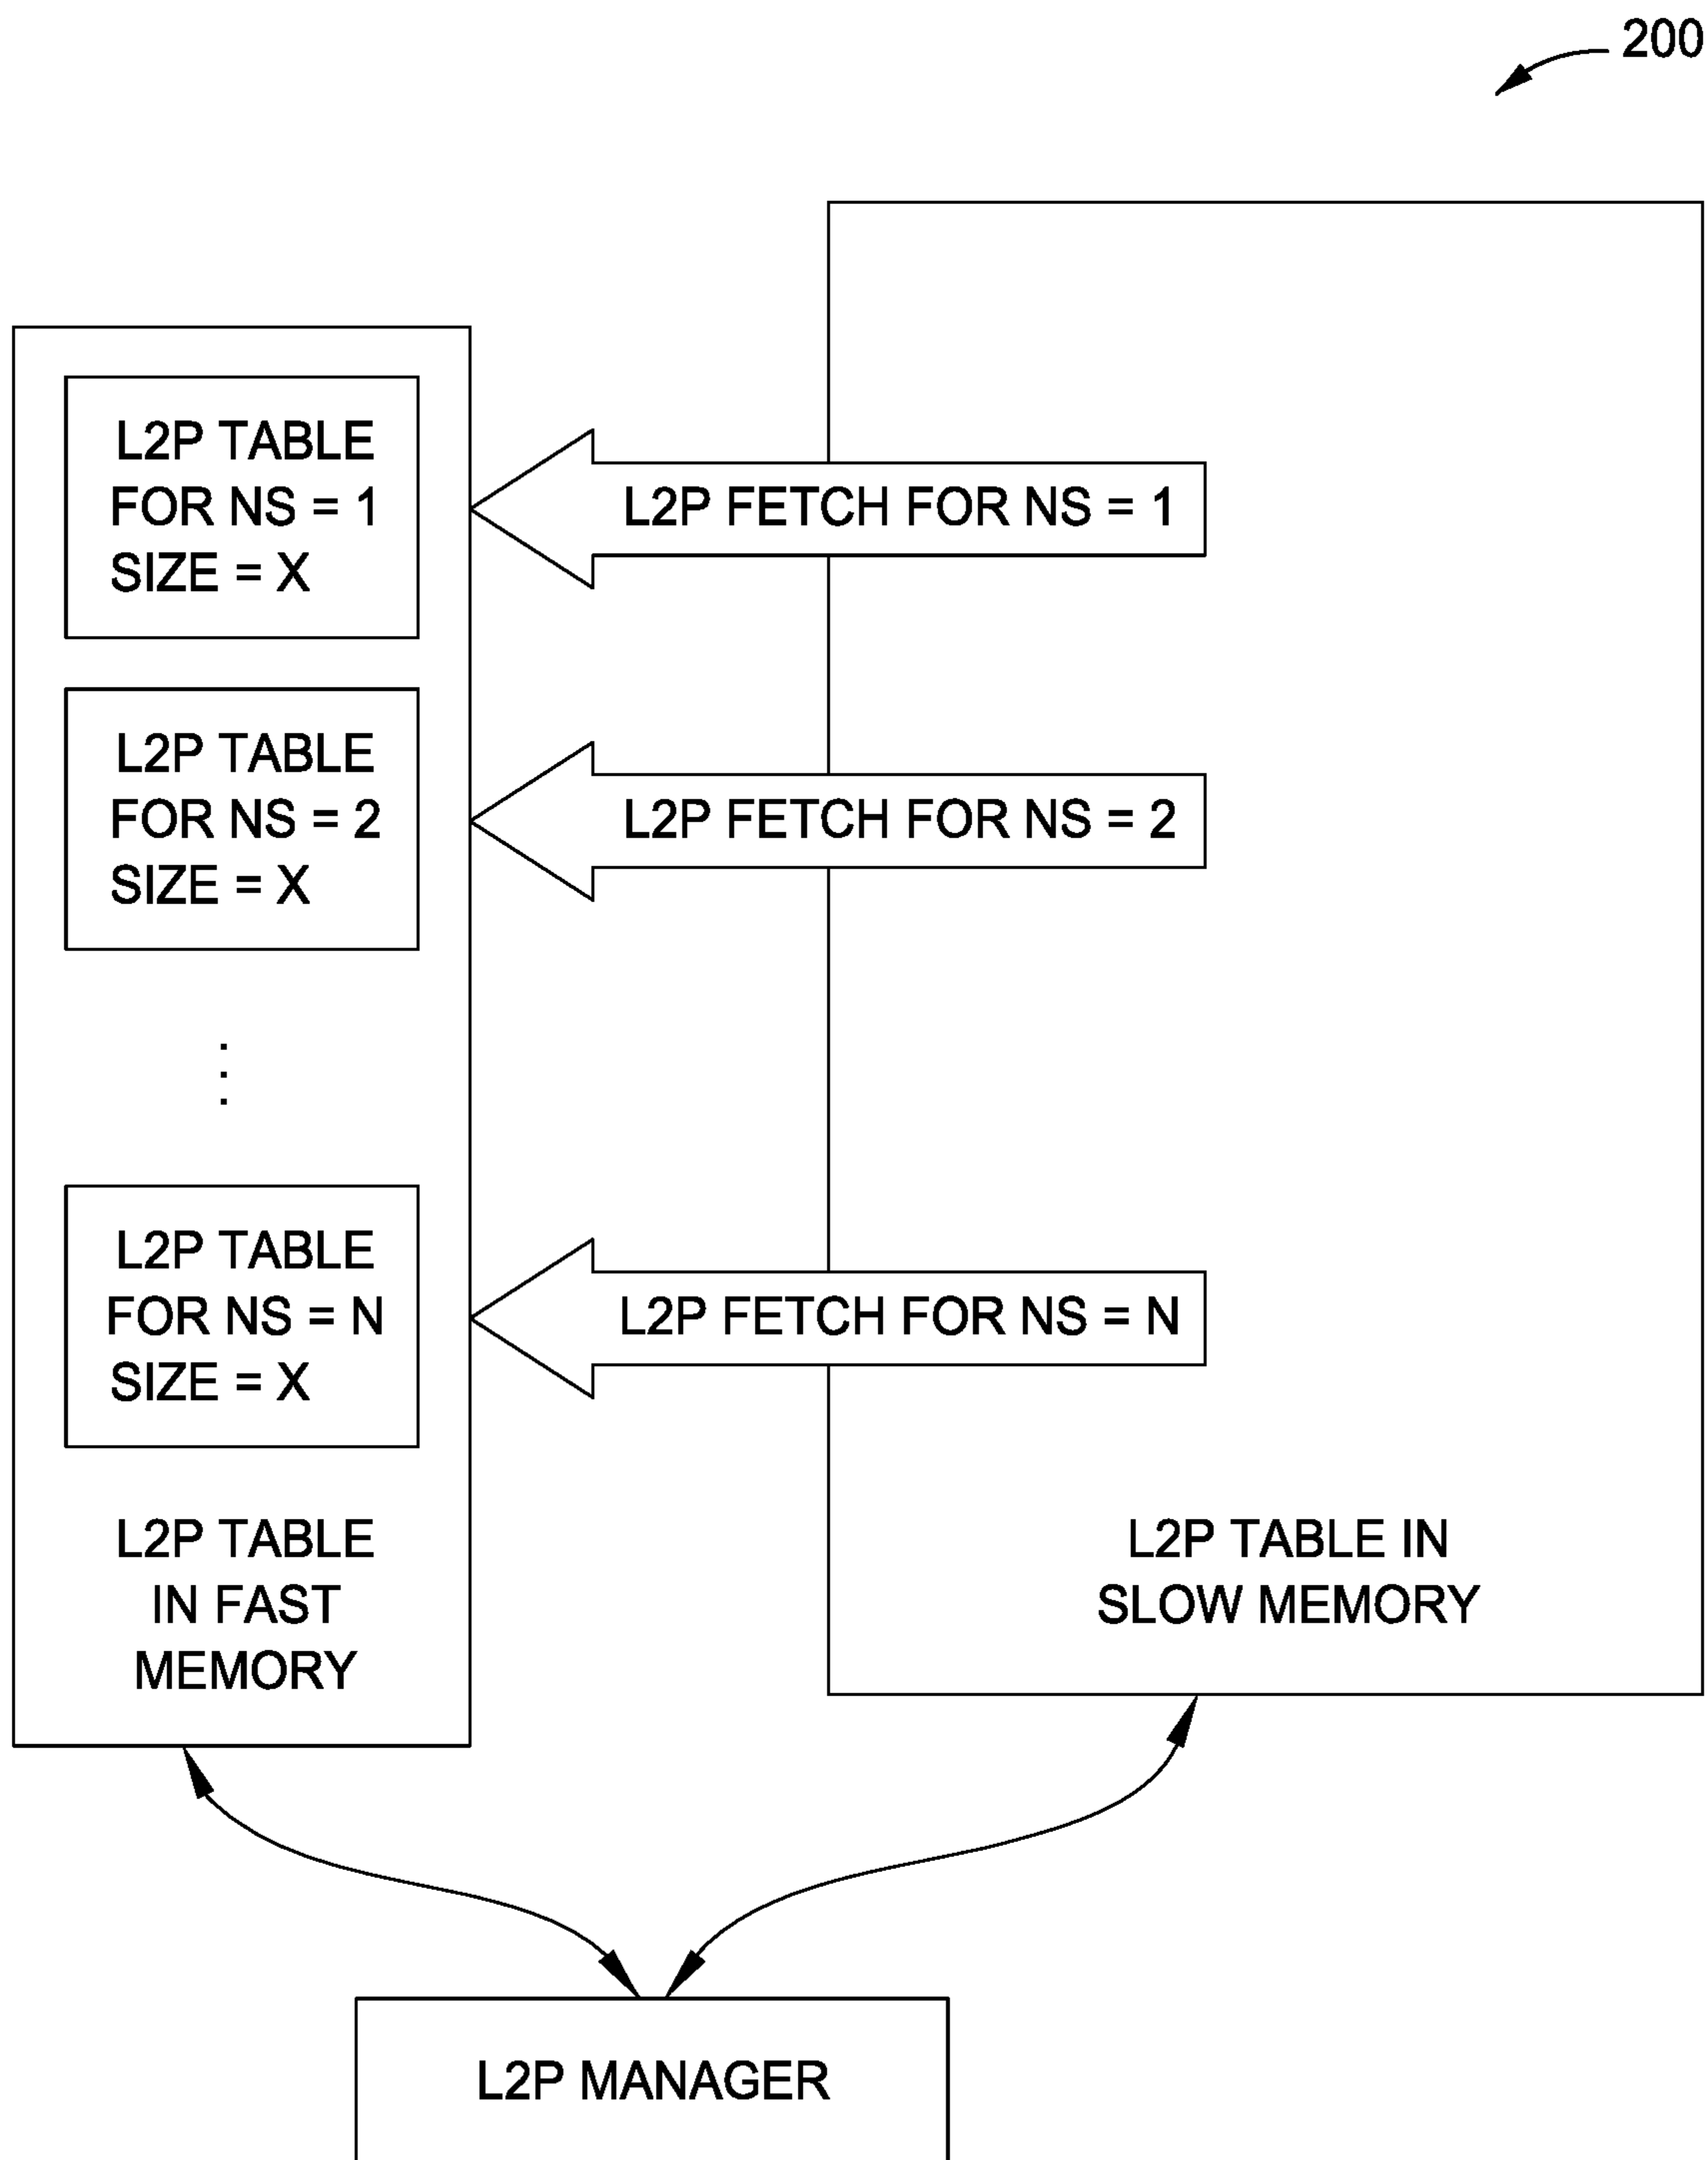 200
L2P TABLE
FOR NS = 1
SIZE = X
L2P FETCH FOR NS = 1
L2P TABLE
FOR NS = 2
SIZE = X
L2P FETCH FOR NS = 2
L2P TABLE
FOR NS = N
SIZE = X
L2P FETCH FOR NS = N
L2P TABLE
IN FAST
MEMORY
L2P TABLE IN
SLOW MEMORY
L2P MANAGER